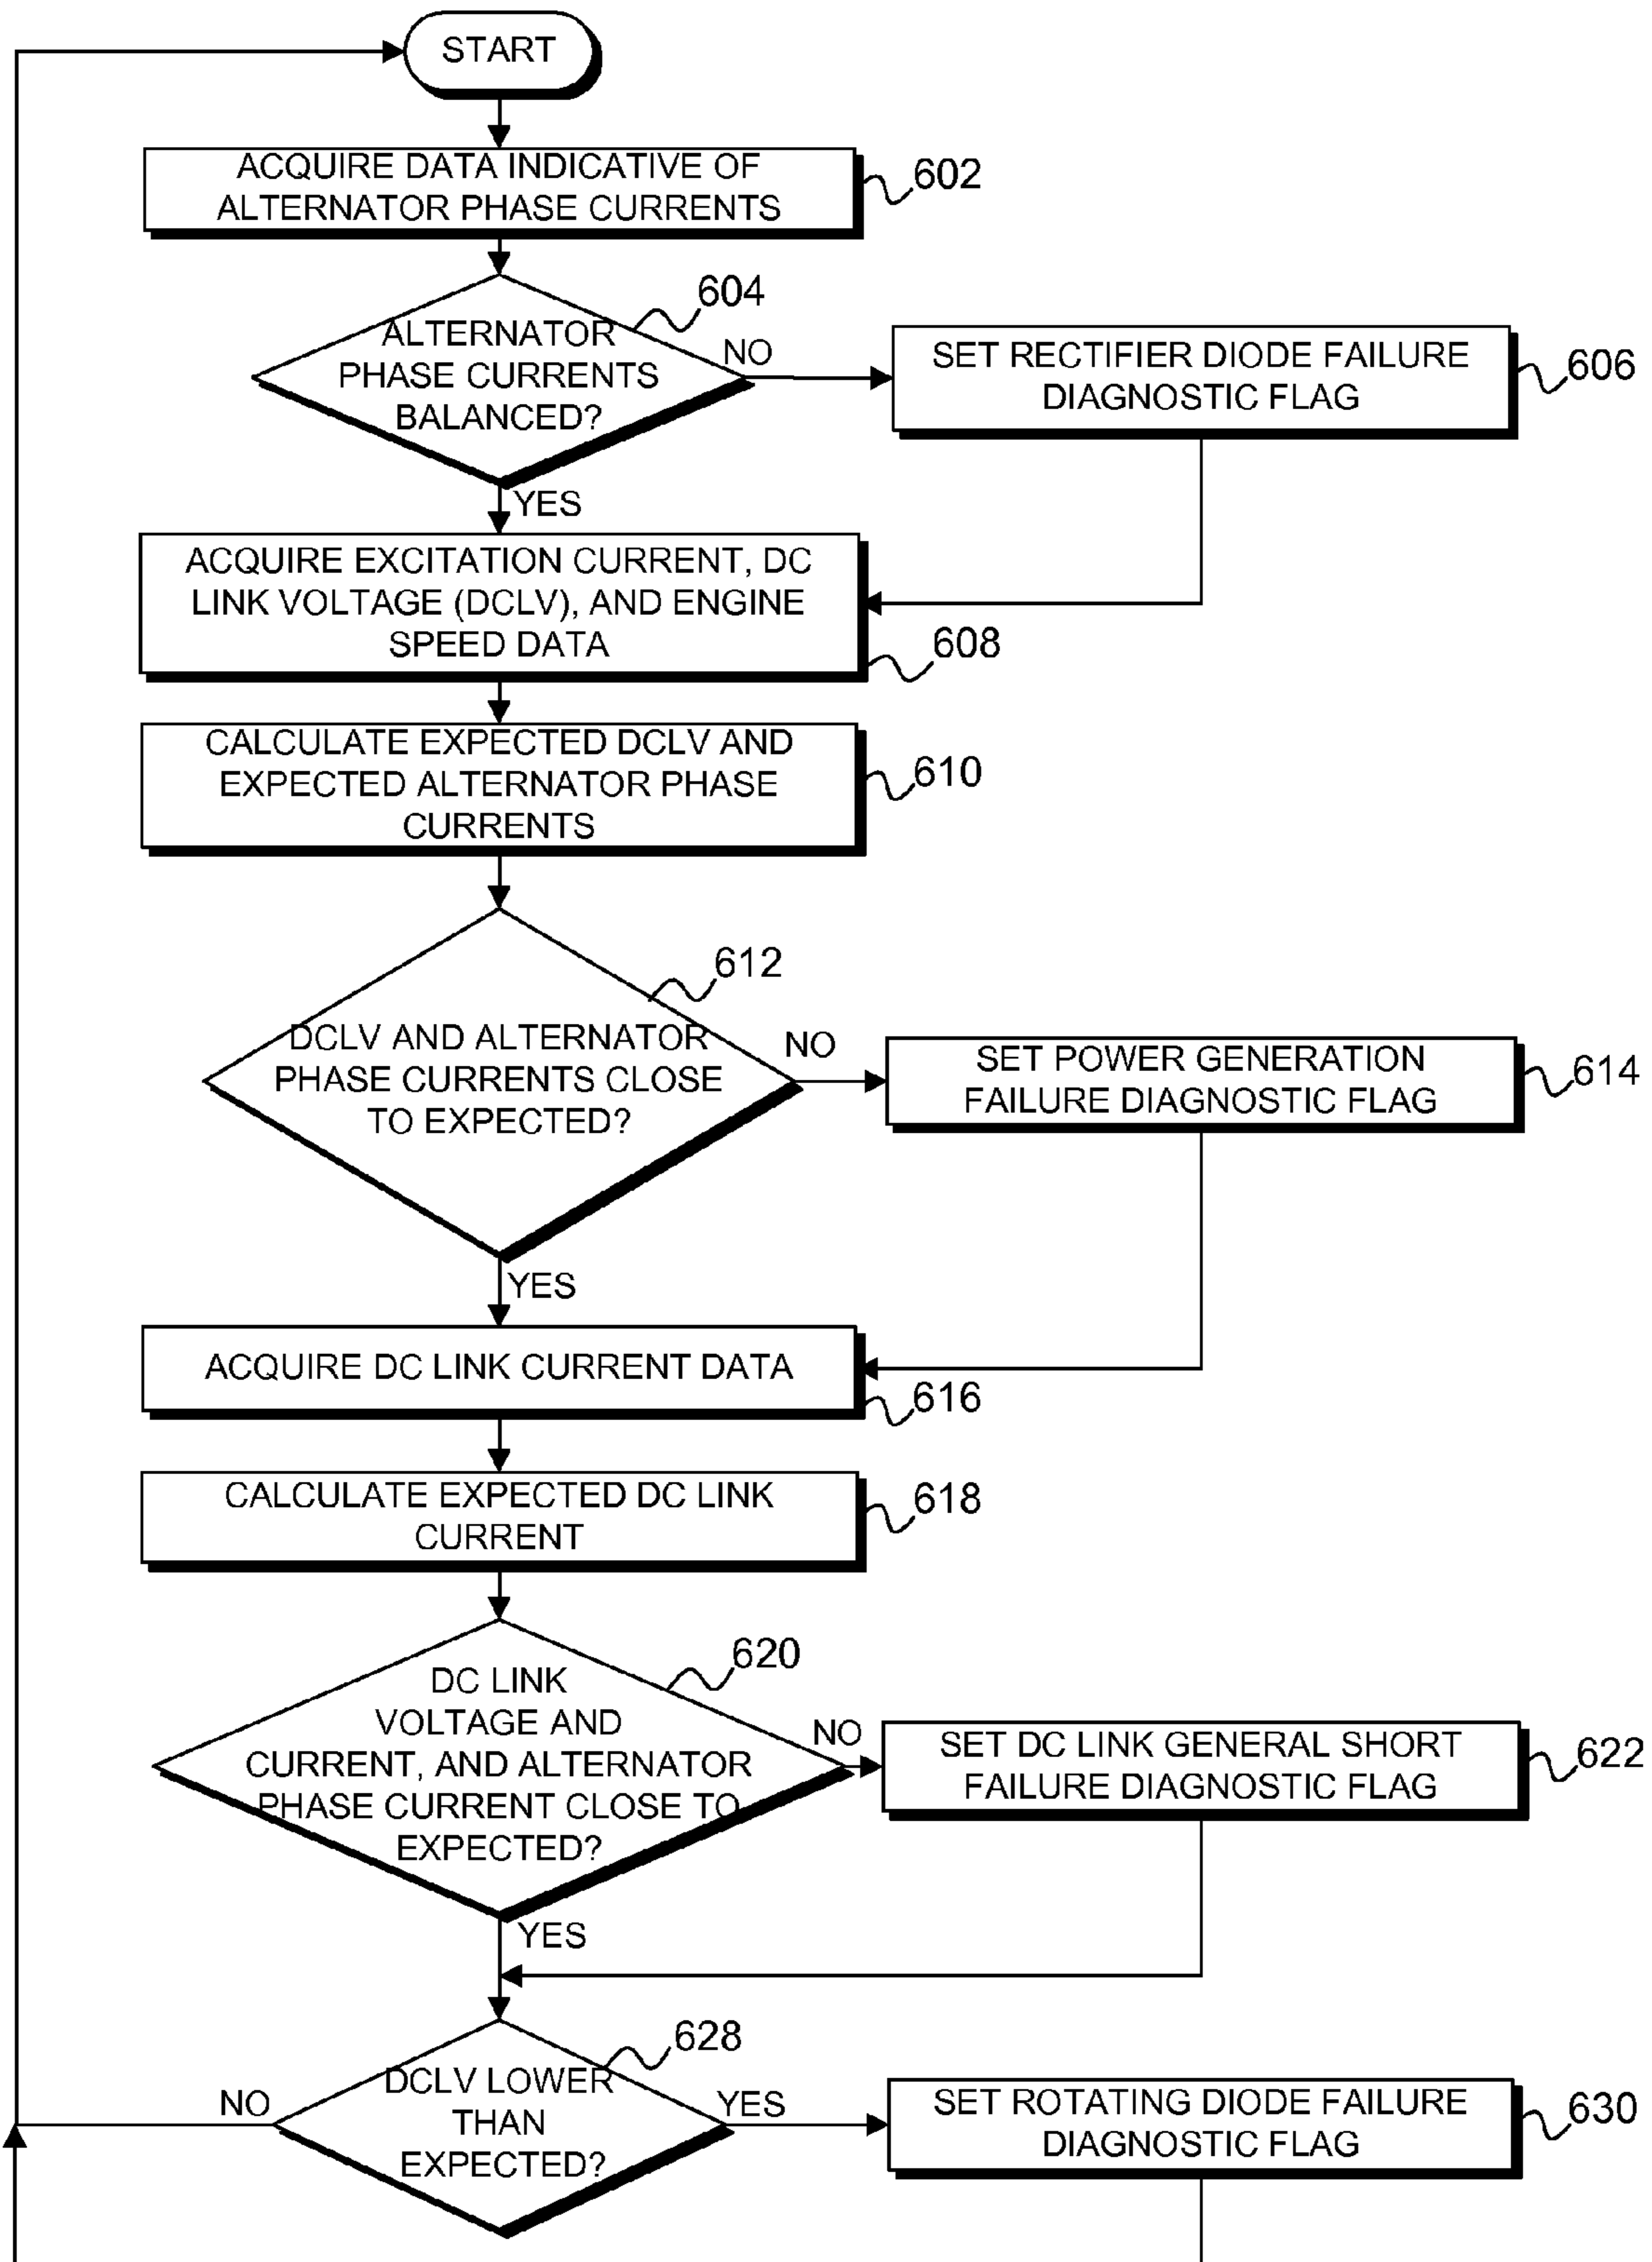 START
ACQUIRE DATA INDICATIVE OF
ALTERNATOR PHASE CURRENTS
602
604
ALTERNATOR
PHASE CURRENTS
BALANCED?
NO
SET RECTIFIER DIODE FAILURE
DIAGNOSTIC FLAG
606
YES
ACQUIRE EXCITATION CURRENT, DC
LINK VOLTAGE (DCLV), AND ENGINE
SPEED DATA
608
CALCULATE EXPECTED DCLV AND
EXPECTED ALTERNATOR PHASE
CURRENTS
610
612
DCLV AND ALTERNATOR
PHASE CURRENTS CLOSE
TO EXPECTED?
NO
SET POWER GENERATION
FAILURE DIAGNOSTIC FLAG
614
YES
ACQUIRE DC LINK CURRENT DATA
616
CALCULATE EXPECTED DC LINK
CURRENT
618
620
DC LINK
VOLTAGE AND
CURRENT, AND ALTERNATOR
PHASE CURRENT CLOSE TO
EXPECTED?
NO
SET DC LINK GENERAL SHORT
FAILURE DIAGNOSTIC FLAG
622
YES
628
DCLV LOWER
THAN
EXPECTED?
NO
YES
SET ROTATING DIODE FAILURE
DIAGNOSTIC FLAG
630